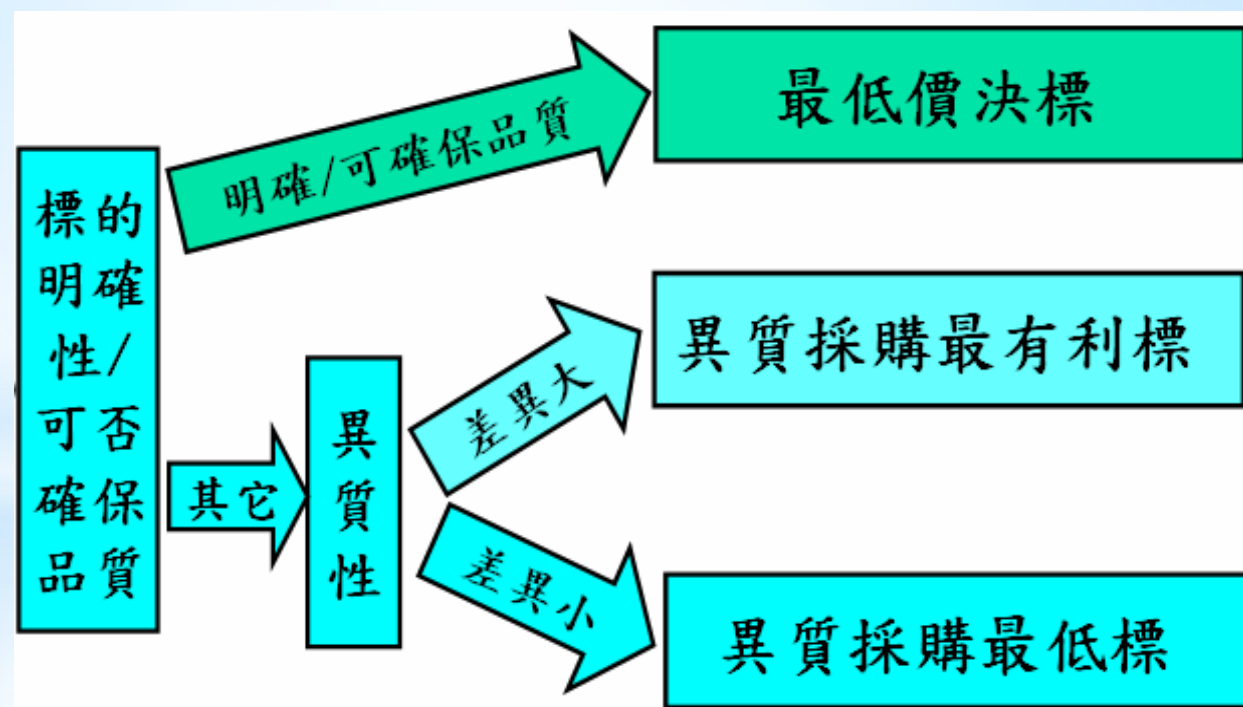 最低價決標
明確/可確保品質
標的
明確
性/
可否
確保
品質
異質採購最有利標
差異大
其它
異
質
性
差異小
異質採購最低標